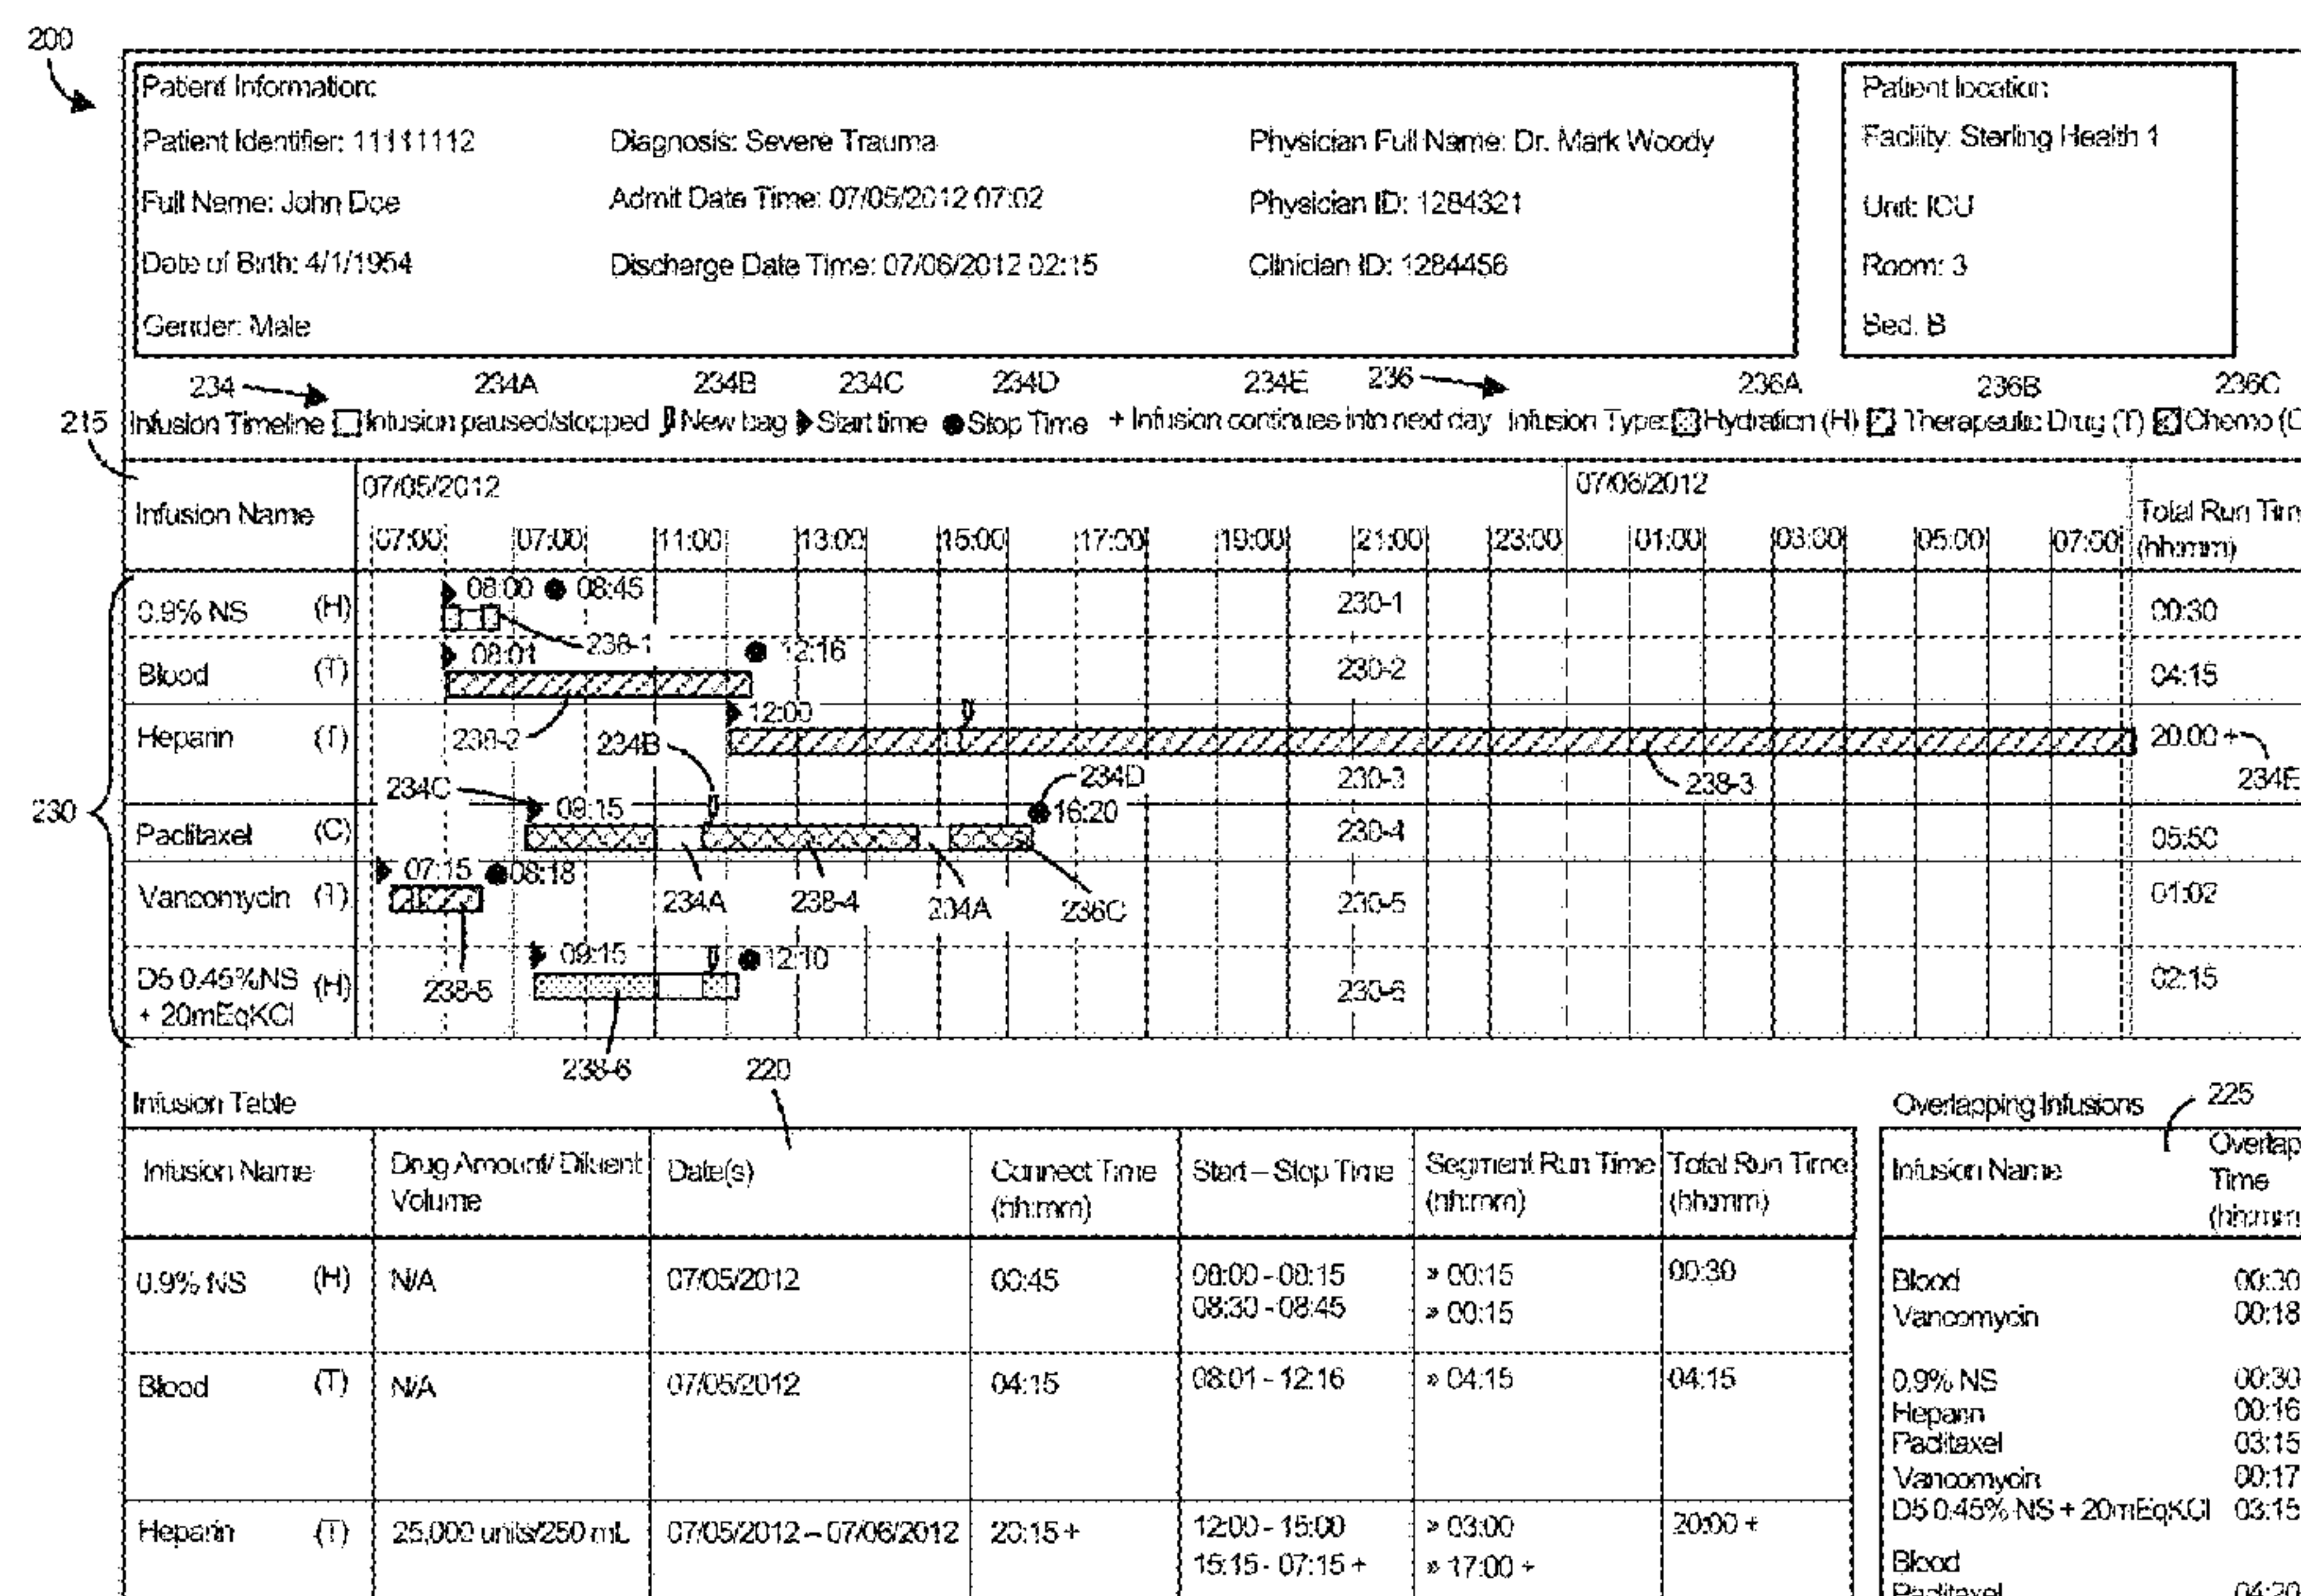 200
Patient Information:
Patient Identifier: 11111112 Diagnosis: Severe Trauma Physician Full Name: Dr. Mark Woody
Full Name: John Doe Admit Date Time: 07/05/2012 07:02 Physician ID: 1284321
Date of Birth: 4/1/1954 Discharge Date Time: 07/06/2012 02:15 Clinician ID: 1284456
Gender: Male
Patient location
Facility: Sterling Health 1
Unit: ICU
Room: 3
Bed: B
234 234A 234B 234C 234D 234E 236 236A 236B 236C
215 Infusion Timeline Infusion paused/stopped New bag Start time Stop Time + Infusion continues into next day Infusion Type: Hydration (H) Therapeutic Drug (T) Chemo (C
07/05/2012 07/06/2012
Infusion Name 07:00 07:00 11:00 13:00 15:00 17:00 19:00 21:00 23:00 01:00 03:00 05:00 07:00 Total Run Tim
(hh:mm)
08:00 08:45
0.9% NS (H) 230-1 00:30
238-1
08:01 12:16
Blood (T) 230-2 04:15
12:00
Heparin (T) 238-2 234B 20:00 +
230-3 238-3 234E
230
234C 09:15 234D 16:20
Paclitaxel (C) 230-4 05:50
07:15 08:18
Vancomycin (T) 234A 238-4 234A 236C 230-5 01:02
09:15 12:10
D5 0.45%NS (H) 238-5 230-6 02:15
+ 20mEqKCl
238-6 220
Infusion Table
Infusion Name Drug Amount/ Diluent Date(s) Connect Time Start – Stop Time Segment Run Time Total Run Time
Volume (hh:mm) (hh:mm) (hh:mm)
0.9% NS (H) N/A 07/05/2012 00:45 08:00 - 08:15 » 00:15 00:30
08:30 - 08:45 » 00:15
Blood (T) N/A 07/05/2012 04:15 08:01 - 12:16 » 04:15 04:15
Heparin (T) 25,000 units/250 mL 07/05/2012 – 07/06/2012 20:15 + 12:00 - 15:00 » 03:00 20:00 +
15:15 - 07:15 + » 17:00 +
Overlapping Infusions 225
Infusion Name Overlap
Time
(hh:mm
Blood 00:30
Vancomycin 00:18
0.9% NS 00:30
Heparin 00:16
Paclitaxel 03:15
Vancomycin 00:17
D5 0.45% NS + 20mEqKCl 03:15
Blood
Paclitaxel 04:20